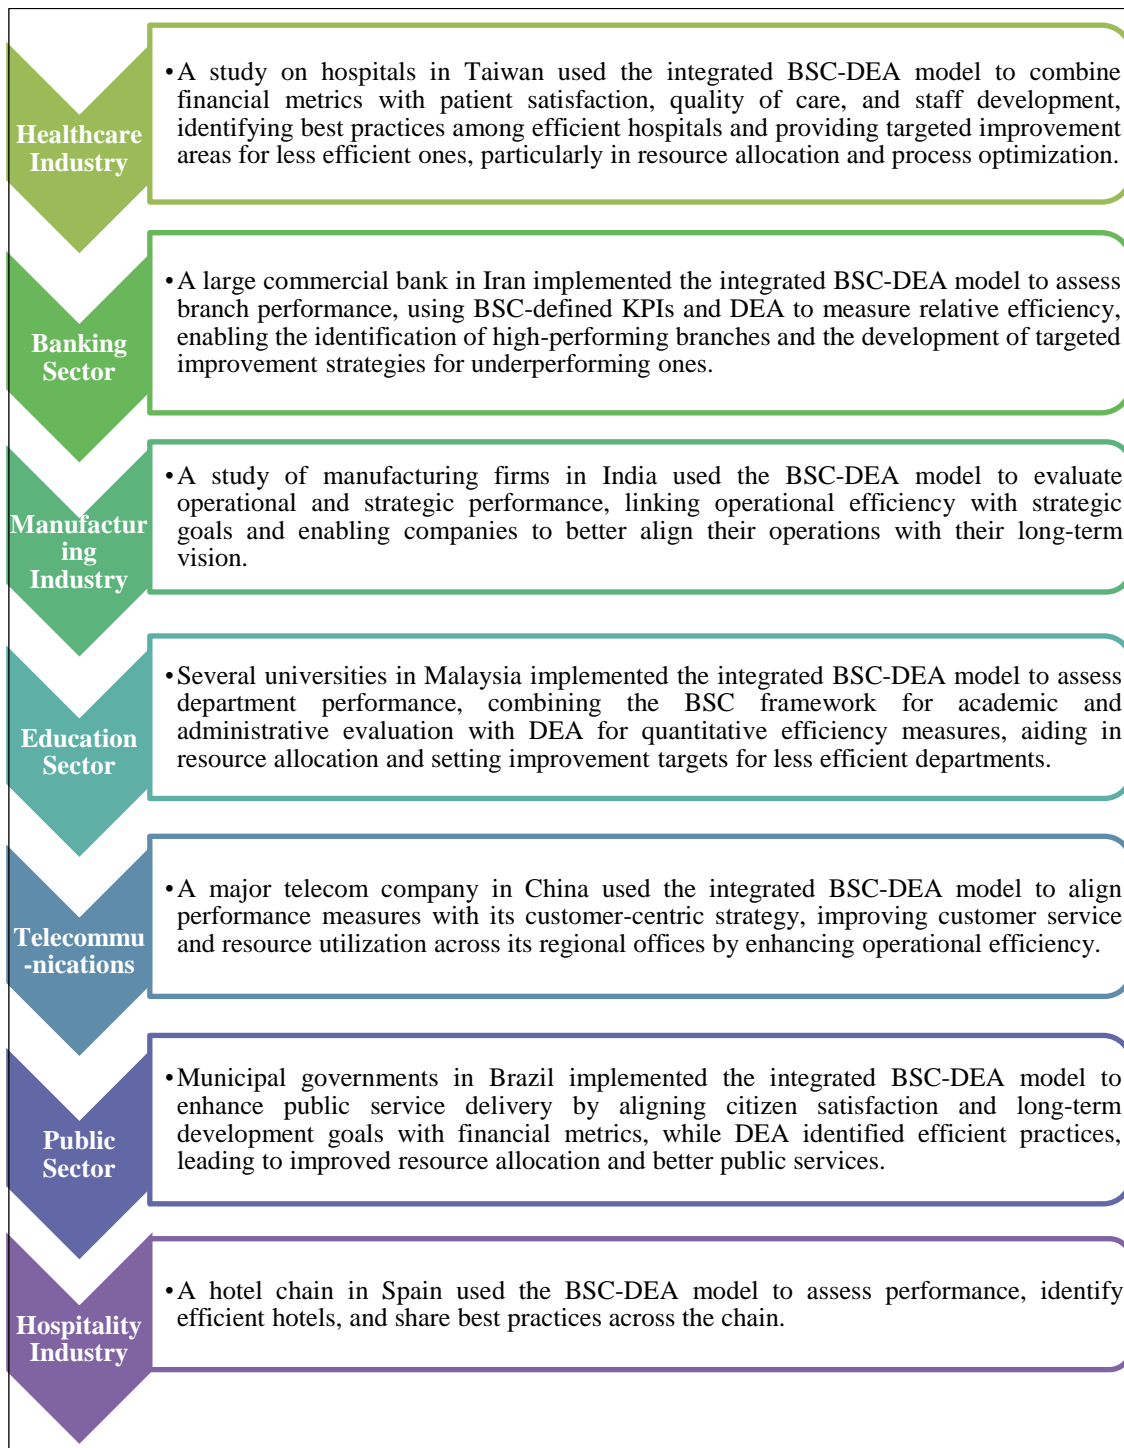 Healthcare
Industry
•A study on hospitals in Taiwan used the integrated BSC-DEA model to combine
financial metrics with patient satisfaction, quality of care, and staff development,
identifying best practices among efficient hospitals and providing targeted improvement
areas for less efficient ones, particularly in resource allocation and process optimization.
Banking
Sector
•A large commercial bank in Iran implemented the integrated BSC-DEA model to assess
branch performance, using BSC-defined KPIs and DEA to measure relative efficiency,
enabling the identification of high-performing branches and the development of targeted
improvement strategies for underperforming ones.
Manufactur
ing
Industry
•A study of manufacturing firms in India used the BSC-DEA model to evaluate
operational and strategic performance, linking operational efficiency with strategic
goals and enabling companies to better align their operations with their long-term
vision.
Education
Sector
•Several universities in Malaysia implemented the integrated BSC-DEA model to assess
department performance, combining the BSC framework for academic and
administrative evaluation with DEA for quantitative efficiency measures, aiding in
resource allocation and setting improvement targets for less efficient departments.
Telecommu
-nications
•A major telecom company in China used the integrated BSC-DEA model to align
performance measures with its customer-centric strategy, improving customer service
and resource utilization across its regional offices by enhancing operational efficiency.
Public
Sector
•Municipal governments in Brazil implemented the integrated BSC-DEA model to
enhance public service delivery by aligning citizen satisfaction and long-term
development goals with financial metrics, while DEA identified efficient practices,
leading to improved resource allocation and better public services.
Hospitality
Industry
•A hotel chain in Spain used the BSC-DEA model to assess performance, identify
efficient hotels, and share best practices across the chain.